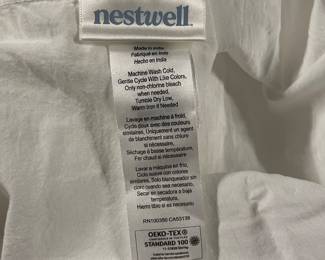 nestwell.
Made in India
Fabriqué en Inde
Hecho en India
Machine Wash Cold,
Gentle Cycle With Like Colors,
Only non-chlorine bleach
when needed.
Tumble Dry Low,
Warm Iron if Needed
Lavage en machine à froid,
Cycle doux avec des couleurs
similaires, Uniquement un agent
de blanchiment sans chlore
si nécessaire,
Séchage à basse température,
Fer chaud si nécessaire
Lavar a máquina en frio,
Ciclo suave con colores
similares, Solo blanqueador sin
cloro cuando sea necesario,
Secar en secadora a baja
temperatura,
Hierro tibio si es necesario
RN100350 CA53138
OEKO-TEX®
STANDARD 100